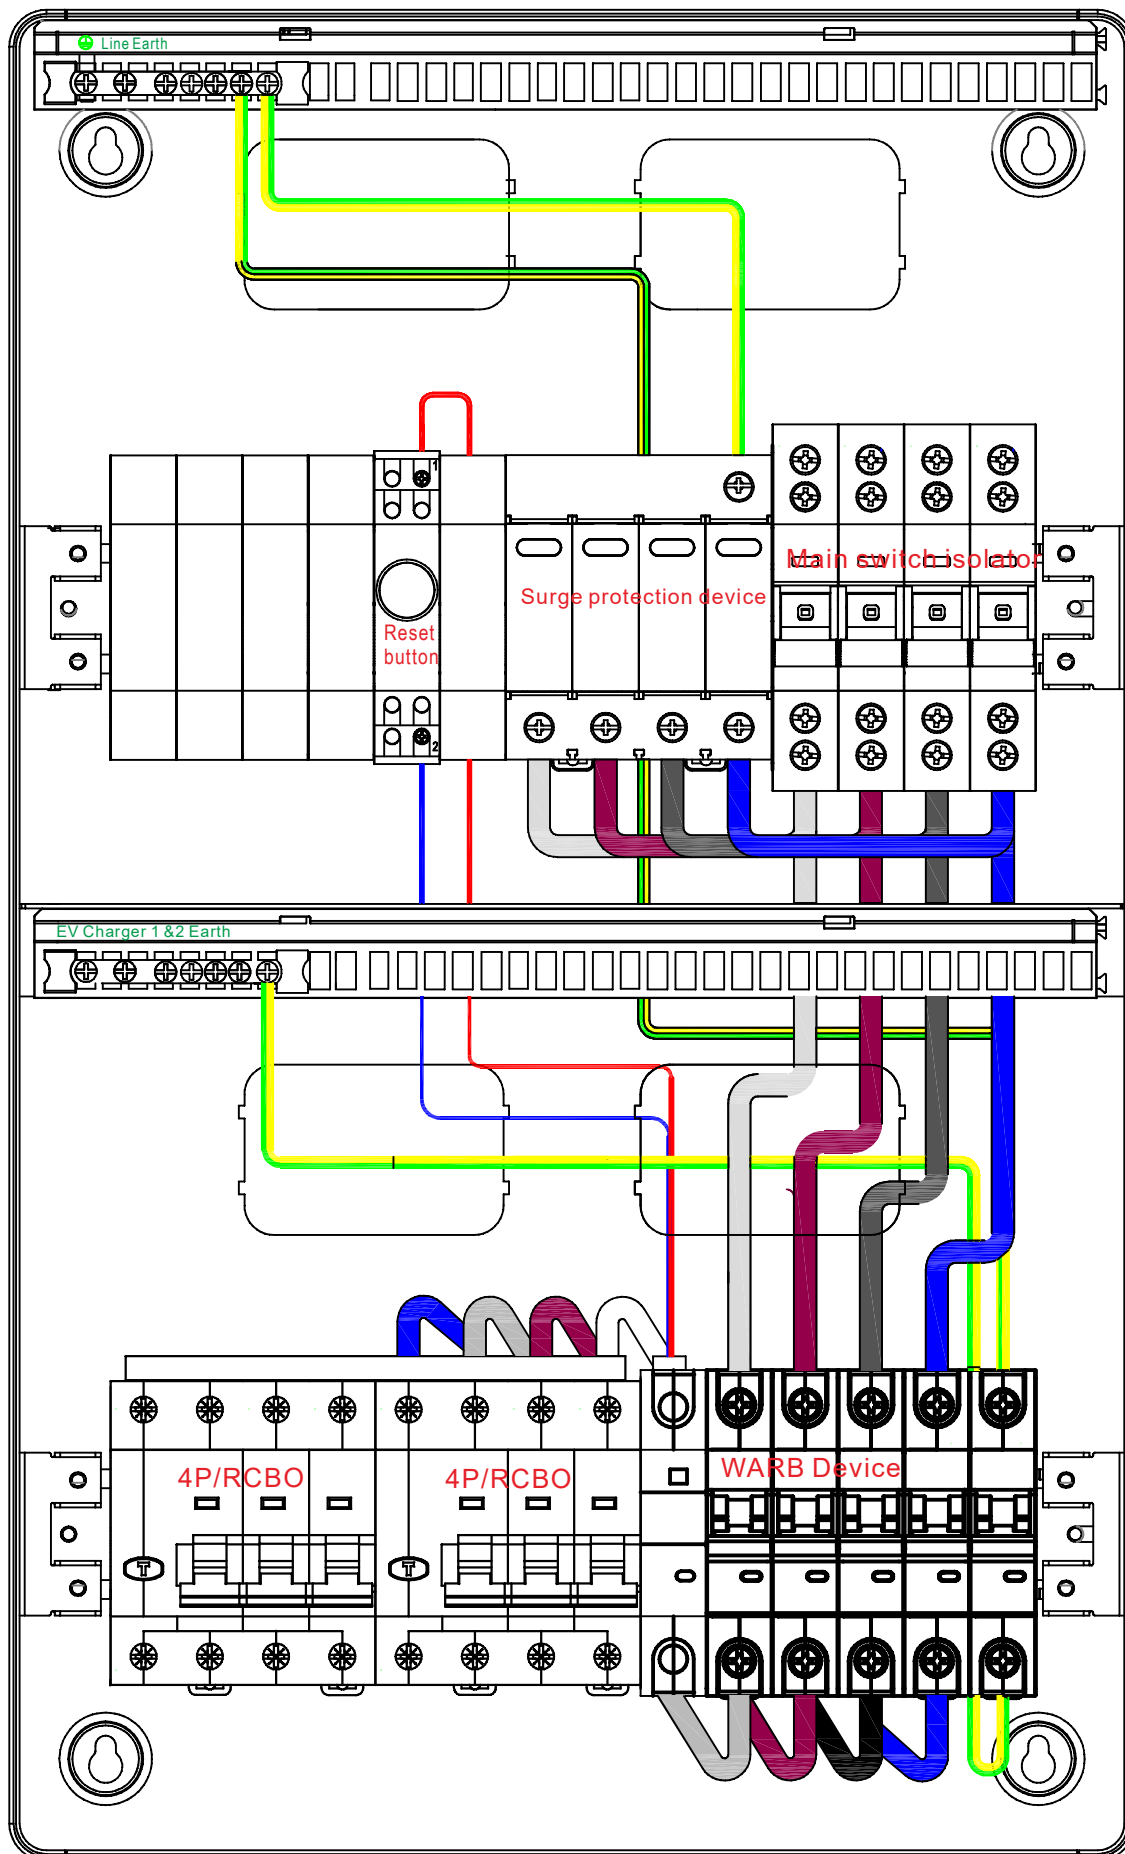 Line Earth
1
Main switch isolator
Surge protection device
Reset
button
2
EV Charger 1 &2 Earth
4P/RCBO
4P/RCBO
WARB Device
T
T